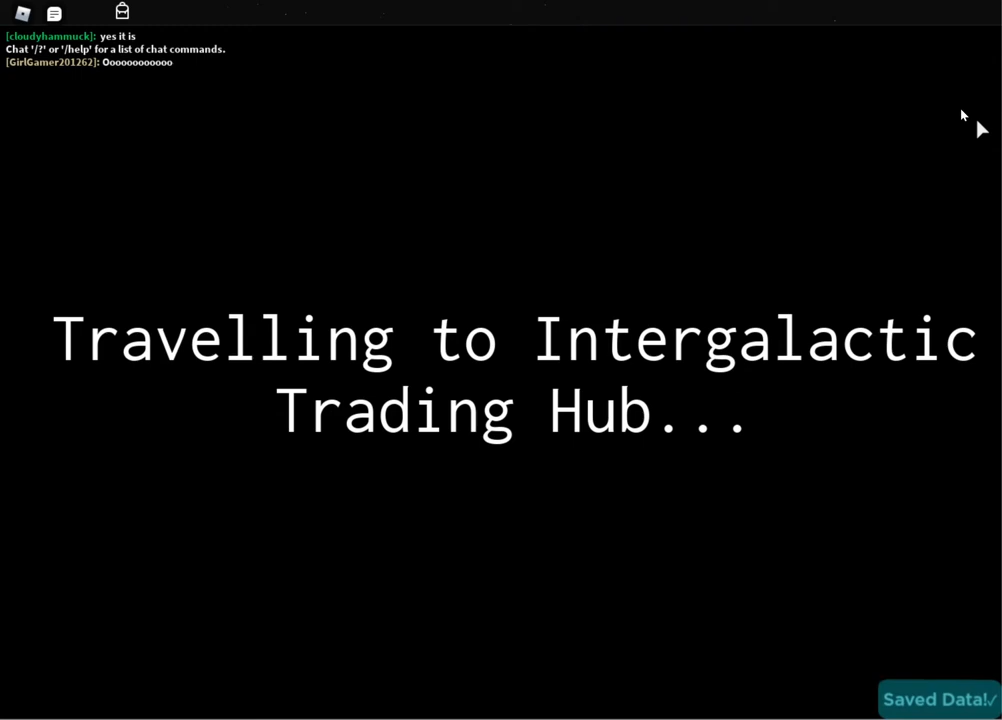 [cloudyhammuck]: yes it is
Chat '/?' or '/help' for a list of chat commands.
[GirlGamer201262]: Ooooooooooo
Travelling to Intergalactic
Trading Hub...
Saved Data!✓